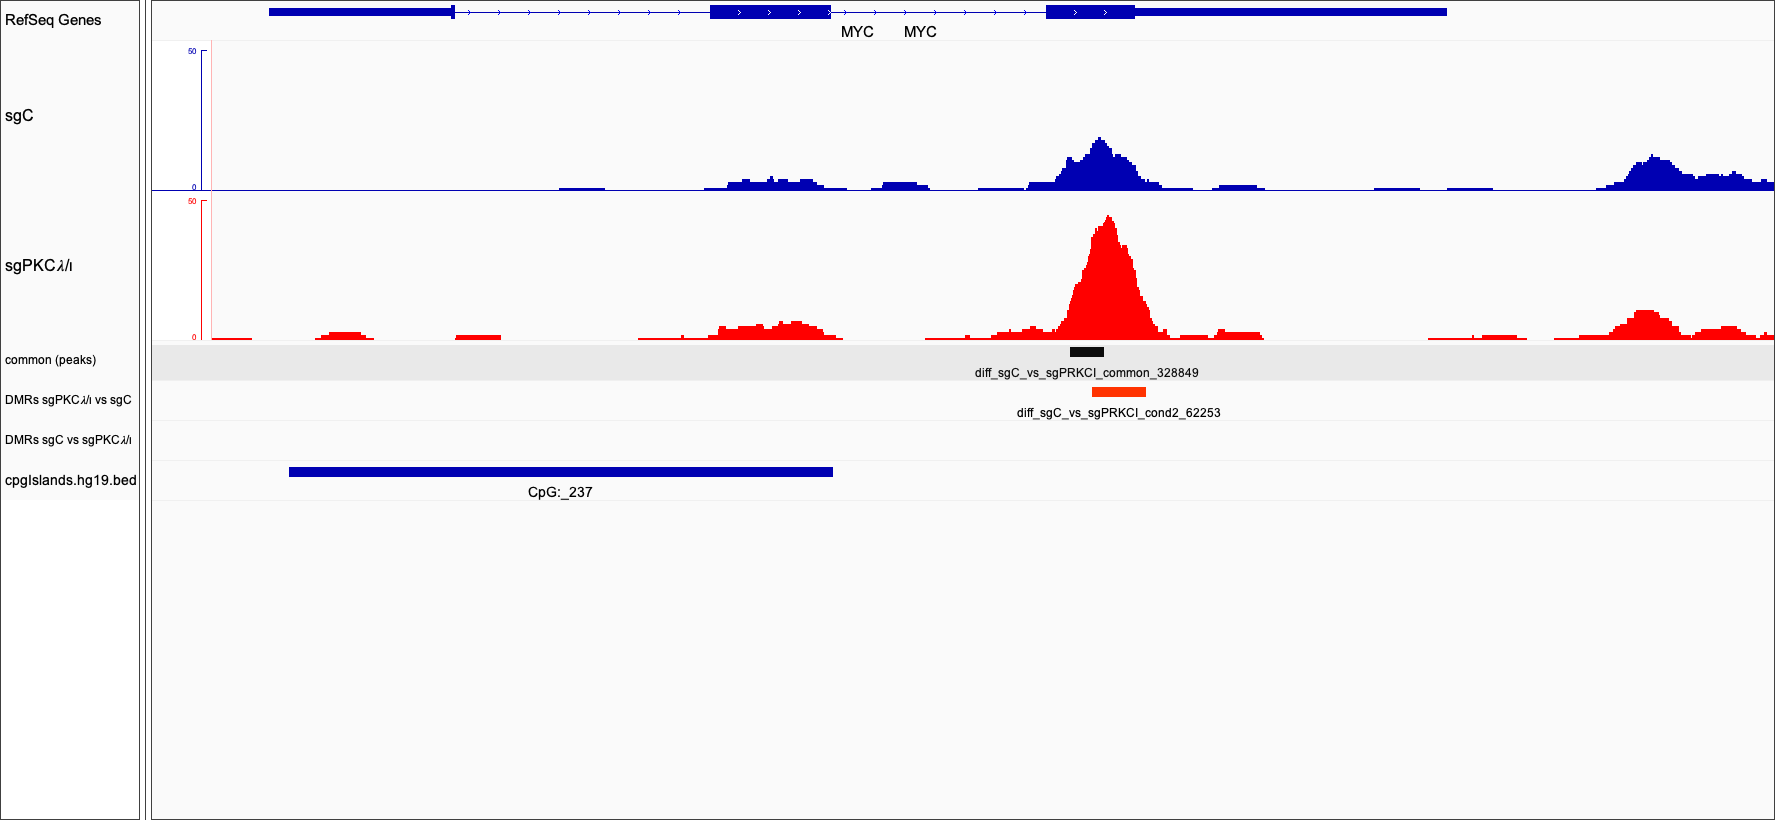 RefSeq Genes
MYC MYC
50
sgC
0
50
sgPKCλ/ι
0
common (peaks)
diff_sgC_vs_sgPRKCI_common_328849
DMRs sgPKCλ/ι vs sgC
diff_sgC_vs_sgPRKCI_cond2_62253
DMRs sgC vs sgPKCλ/ι
cpgIslands.hg19.bed
CpG:_237